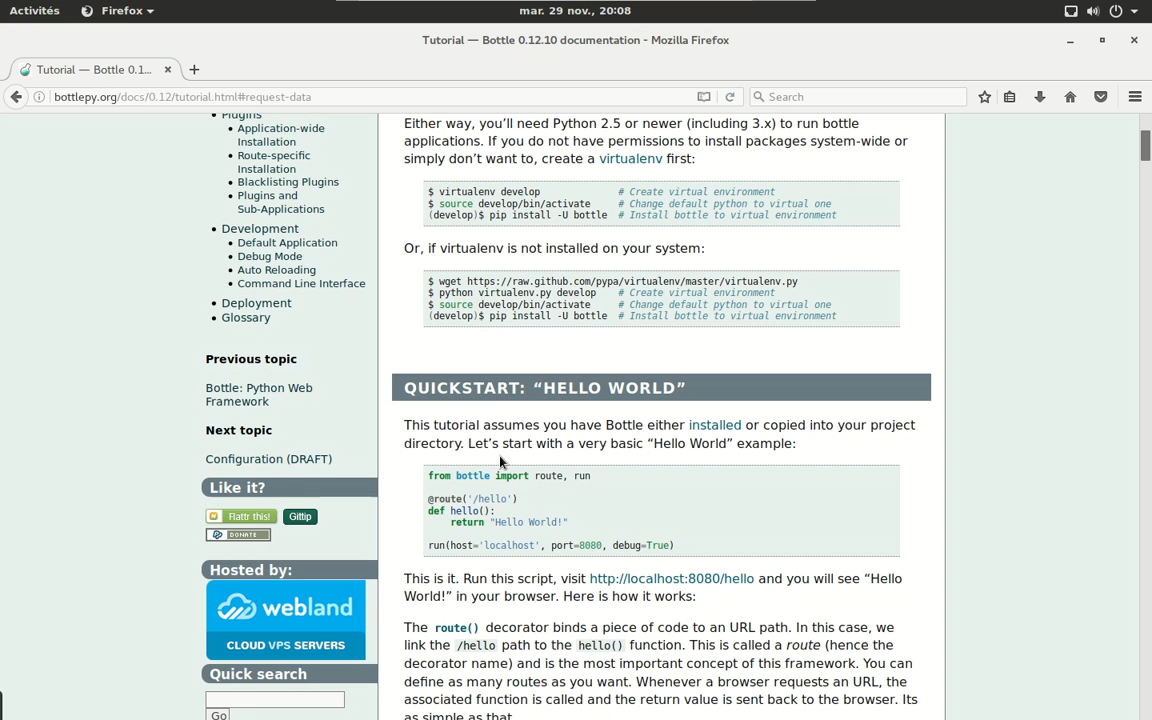 Activités
Firefox
mar. 29 nov., 20:08
Tutorial — Bottle 0.12.10 documentation - Mozilla Firefox
Tutorial — Bottle 0.1...
bottlepy.org/docs/0.12/tutorial.html#request-data
Search
Plugins
Application-wide
Installation
Route-specific
Installation
Blacklisting Plugins
Plugins and
Sub-Applications
Development
Default Application
Debug Mode
Auto Reloading
Command Line Interface
Deployment
Glossary
Previous topic
Bottle: Python Web
Framework
Next topic
Configuration (DRAFT)
Like it?
Flattr this!
Gittip
DONATE
Hosted by:
webland
CLOUD VPS SERVERS
Quick search
Go
Either way, you’ll need Python 2.5 or newer (including 3.x) to run bottle
applications. If you do not have permissions to install packages system-wide or
simply don’t want to, create a virtualenv first:
$ virtualenv develop # Create virtual environment
$ source develop/bin/activate # Change default python to virtual one
(develop)$ pip install -U bottle # Install bottle to virtual environment
Or, if virtualenv is not installed on your system:
$ wget https://raw.github.com/pypa/virtualenv/master/virtualenv.py
$ python virtualenv.py develop # Create virtual environment
$ source develop/bin/activate # Change default python to virtual one
(develop)$ pip install -U bottle # Install bottle to virtual environment
QUICKSTART: “HELLO WORLD”
This tutorial assumes you have Bottle either installed or copied into your project
directory. Let’s start with a very basic “Hello World” example:
from bottle import route, run
@route('/hello')
def hello():
return "Hello World!"
run(host='localhost', port=8080, debug=True)
This is it. Run this script, visit http://localhost:8080/hello and you will see “Hello
World!” in your browser. Here is how it works:
The route() decorator binds a piece of code to an URL path. In this case, we
link the /hello path to the hello() function. This is called a route (hence the
decorator name) and is the most important concept of this framework. You can
define as many routes as you want. Whenever a browser requests an URL, the
associated function is called and the return value is sent back to the browser. Its
as simple as that.